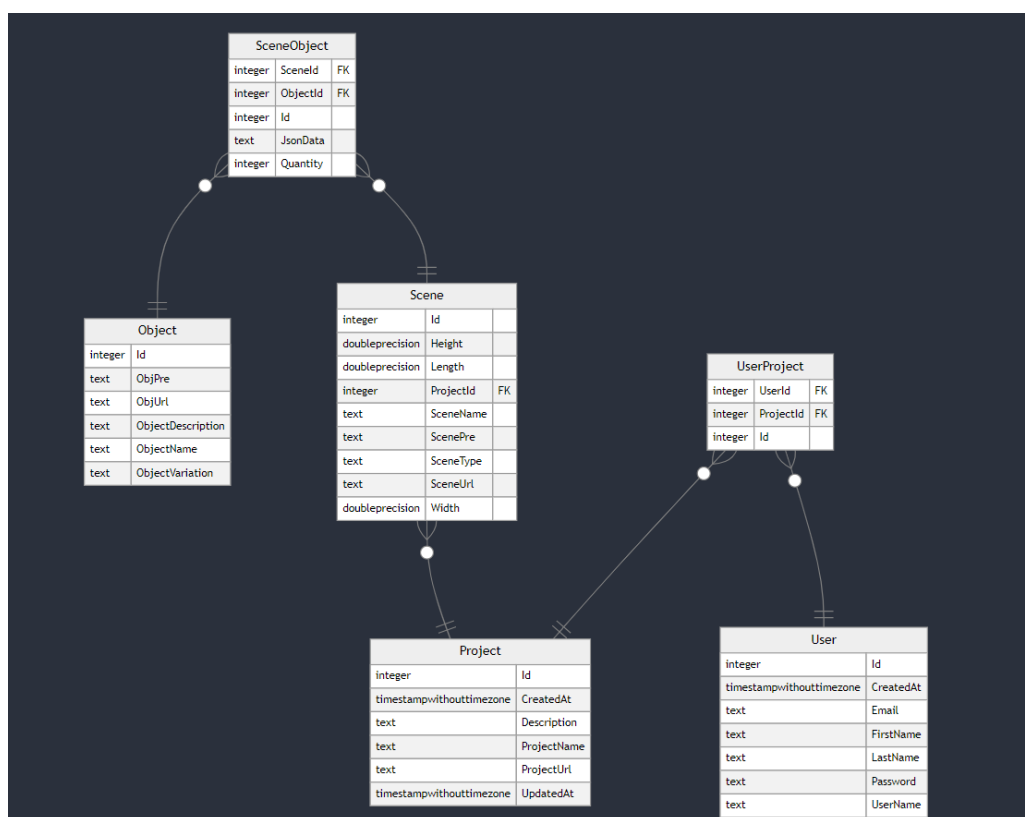 SceneObject
integer SceneId FK
integer ObjectId FK
integer Id
text JsonData
integer Quantity
Scene
integer Id
doubleprecision Height
doubleprecision Length
integer ProjectId FK
text SceneName
text ScenePre
text SceneType
text SceneUrl
doubleprecision Width
Object
integer Id
text ObjPre
text ObjUrl
text ObjectDescription
text ObjectName
text ObjectVariation
UserProject
integer UserId FK
integer ProjectId FK
integer Id
Project
integer Id
timestampwithouttimezone CreatedAt
text Description
text ProjectName
text ProjectUrl
timestampwithouttimezone UpdatedAt
User
integer Id
timestampwithouttimezone CreatedAt
text Email
text FirstName
text LastName
text Password
text UserName